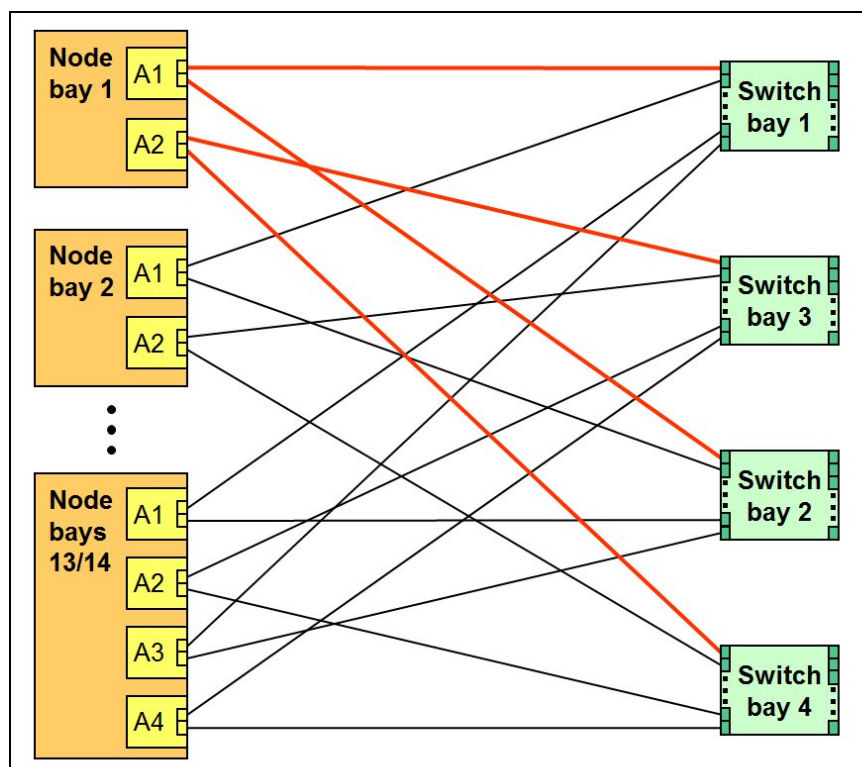 Node
bay 1
A1
A2
Node
bay 2
A1
A2
Node
bays
13/14
A1
A2
A3
A4
Switch
bay 1
Switch
bay 3
Switch
bay 2
Switch
bay 4